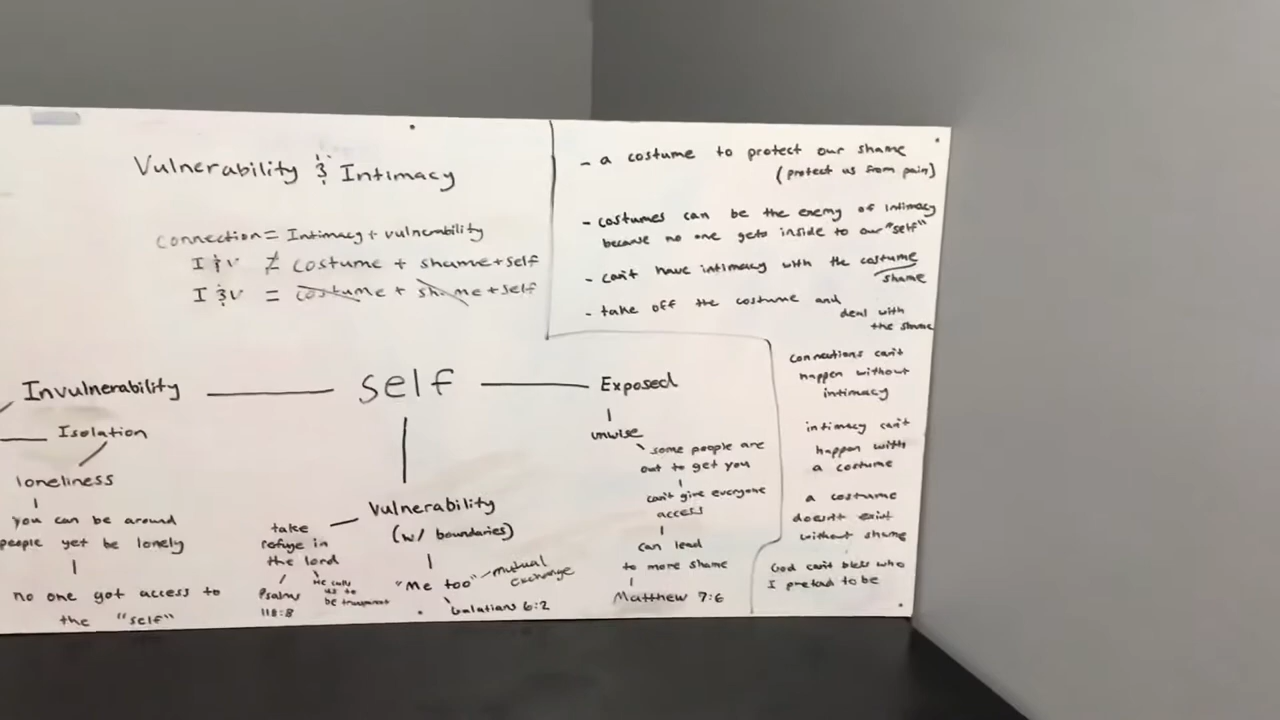 Vulnerability & Intimacy
connection = Intimacy + vulnerability
I & V ≠ costume + shame + self
I & V = costume + shame + self
- a costume to protect our shame
(protect us from pain)
- costumes can be the enemy of intimacy
because no one gets inside to our "self"
- can't have intimacy with the costume
shame
- take off the costume and
deal with
the shame
connections can't
happen without
intimacy
intimacy can't
happen with
a costume
a costume
doesn't exist
without shame
God can't bless who
I pretend to be
Invulnerability
Isolation
loneliness
you can be around
people yet be lonely
no one got access to
the "self"
self
Vulnerability
(w/ boundaries)
take
refuge in
the lord
Psalms
118:8
He calls
us to
be transparent
"Me too"
mutual
exchange
Galatians 6:2
Exposed
unwise
some people are
out to get you
can't give everyone
access
can lead
to more shame
Matthew 7:6